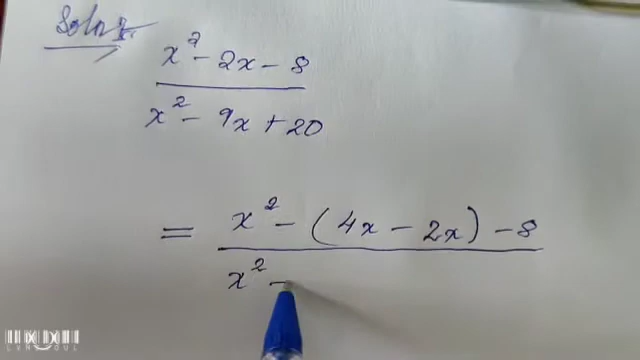 Soln:
x² - 2x - 8
x² - 9x + 20
= x² - (4x - 2x) - 8
x² -